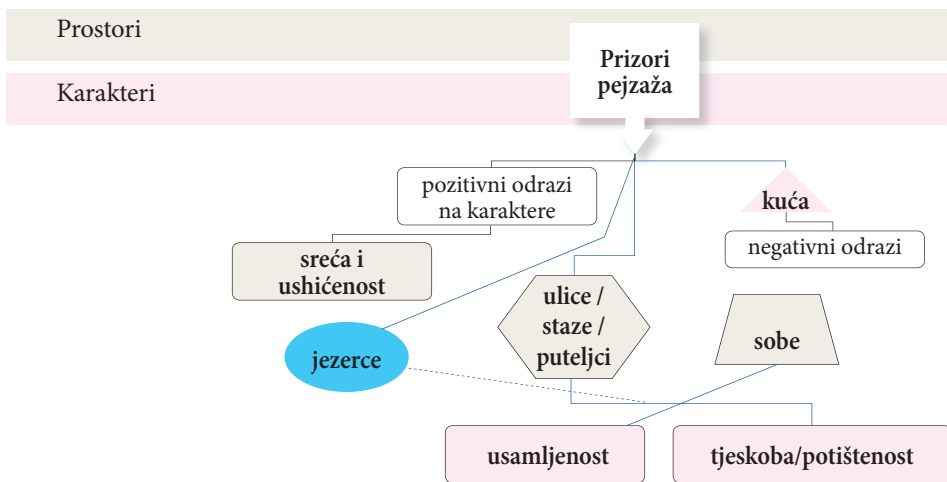 Prostori
Prizori
pejzaža
Karakteri
pozitivni odrazi
na karaktere
kuća
negativni odrazi
sreća i
ushićenost
ulice /
staze /
puteljci
sobe
jezerce
usamljenost
tjeskoba/potištenost